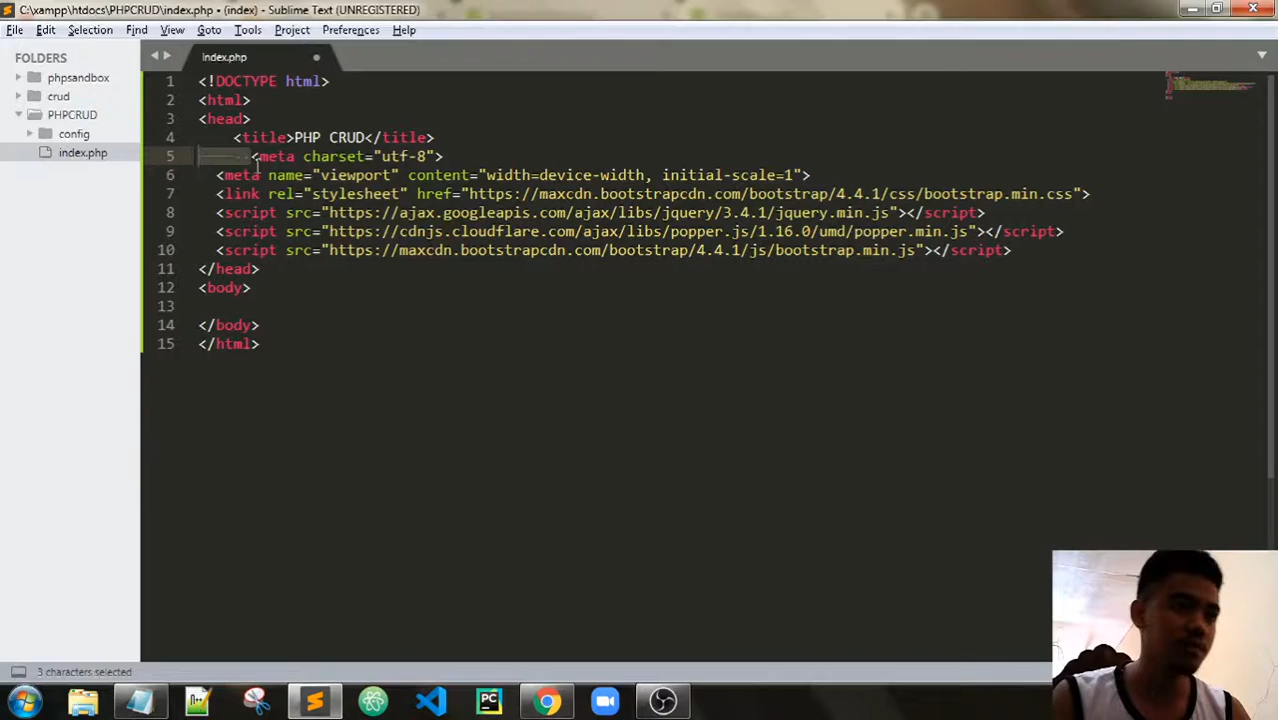 C:\xampp\htdocs\PHPCRUD\index.php • (index) - Sublime Text (UNREGISTERED)
File Edit Selection Find View Goto Tools Project Preferences Help
FOLDERS
phpsandbox
crud
PHPCRUD
config
index.php
index.php
1 <!DOCTYPE html>
2 <html>
3 <head>
4 <title>PHP CRUD</title>
5 <meta charset="utf-8">
6 <meta name="viewport" content="width=device-width, initial-scale=1">
7 <link rel="stylesheet" href="https://maxcdn.bootstrapcdn.com/bootstrap/4.4.1/css/bootstrap.min.css">
8 <script src="https://ajax.googleapis.com/ajax/libs/jquery/3.4.1/jquery.min.js"></script>
9 <script src="https://cdnjs.cloudflare.com/ajax/libs/popper.js/1.16.0/umd/popper.min.js"></script>
10 <script src="https://maxcdn.bootstrapcdn.com/bootstrap/4.4.1/js/bootstrap.min.js"></script>
11 </head>
12 <body>
13
14 </body>
15 </html>
3 characters selected
PC